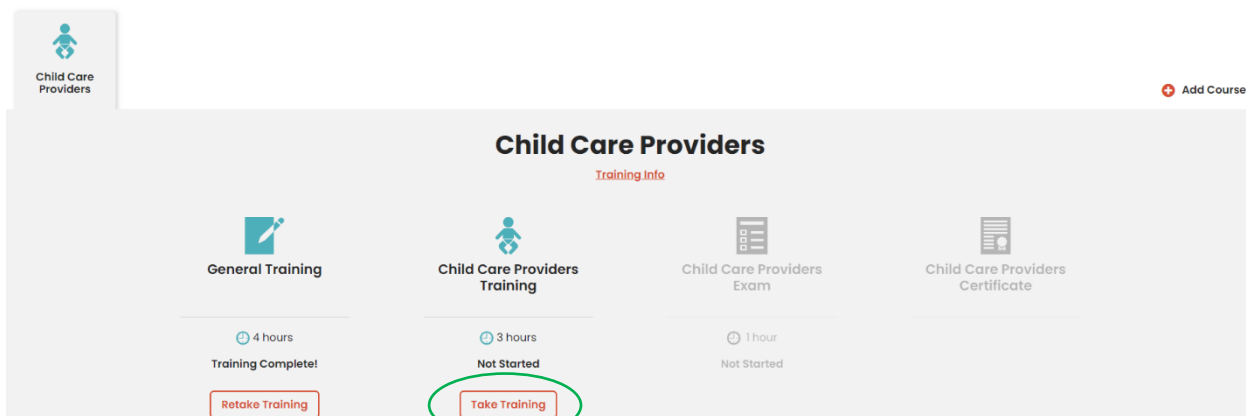 Child Care
Providers
Add Course
Child Care Providers
Training Info
General Training
Child Care Providers
Training
Child Care Providers
Exam
Child Care Providers
Certificate
4 hours
3 hours
1 hour
Training Complete!
Not Started
Not Started
Retake Training
Take Training